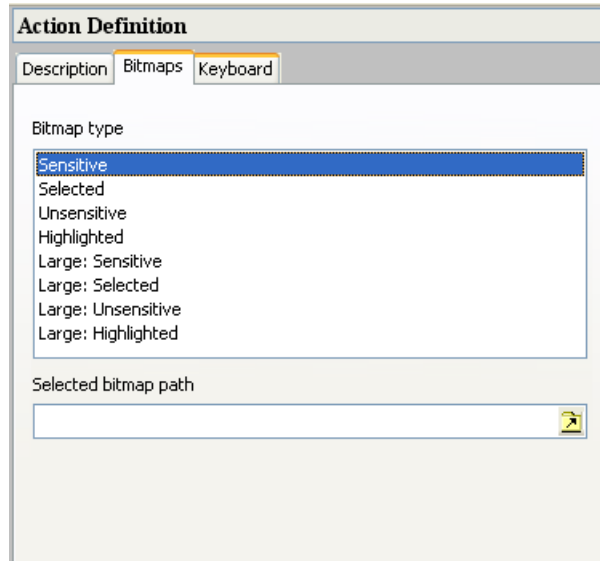 Action Definition
Description Bitmaps Keyboard
Bitmap type
Sensitive
Selected
Unsensitive
Highlighted
Large: Sensitive
Large: Selected
Large: Unsensitive
Large: Highlighted
Selected bitmap path